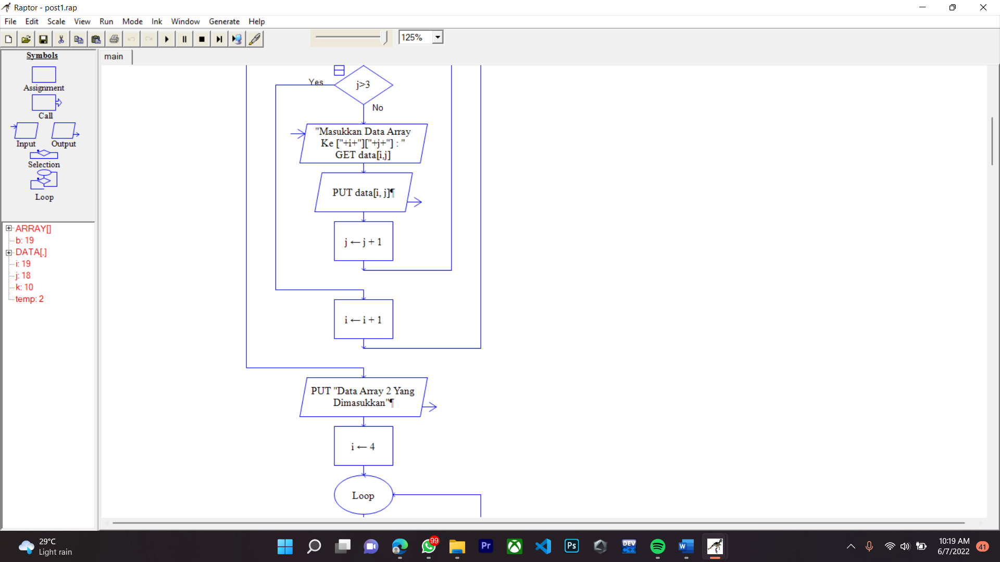 Raptor - post1.rap
File Edit Scale View Run Mode Ink Window Generate Help
125%
Symbols
Assignment
Call
Input Output
Selection
Loop
ARRAY[]
b: 19
DATA[,]
i: 19
j: 18
k: 10
temp: 2
main
Yes
j>3
No
"Masukkan Data Array
Ke ["+i+"]["+j+"] : "
GET data[i,j]
PUT data[i, j]¶
j ← j + 1
i ← i + 1
PUT "Data Array 2 Yang
Dimasukkan"¶
i ← 4
Loop
29°C
Light rain
99
Pr
Ps
DEV
C++
W
10:19 AM
6/7/2022
41